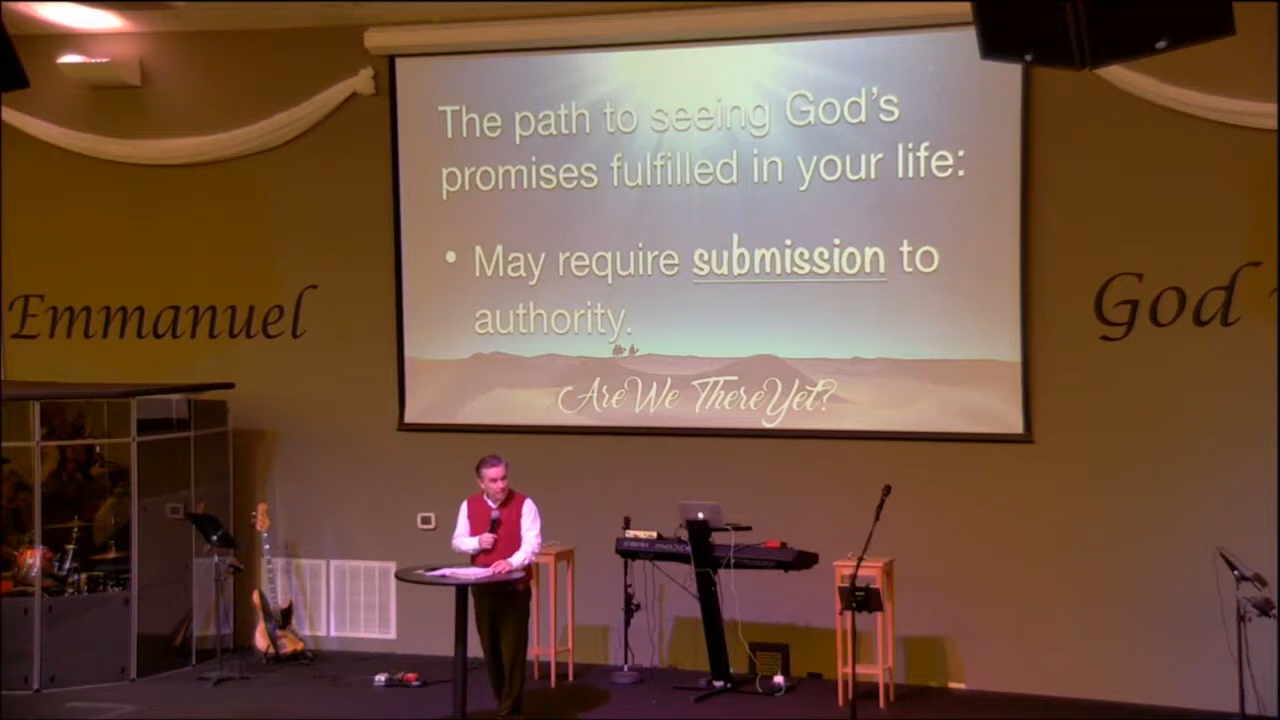 The path to seeing God's
promises fulfilled in your life:
• May require submission to
authority.
Are We There Yet?
Emmanuel
God